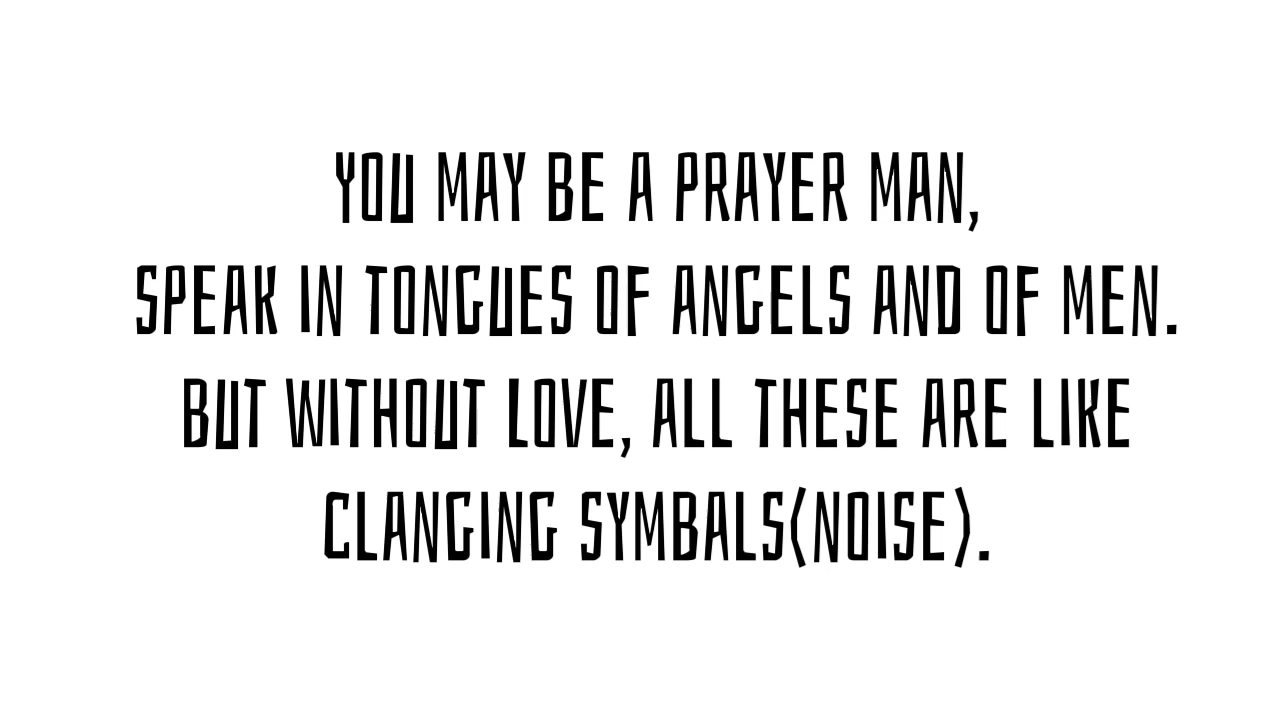 YOU MAY BE A PRAYER MAN,
SPEAK IN TONGUES OF ANGELS AND OF MEN.
BUT WITHOUT LOVE, ALL THESE ARE LIKE
CLANGING SYMBALS(NOISE).